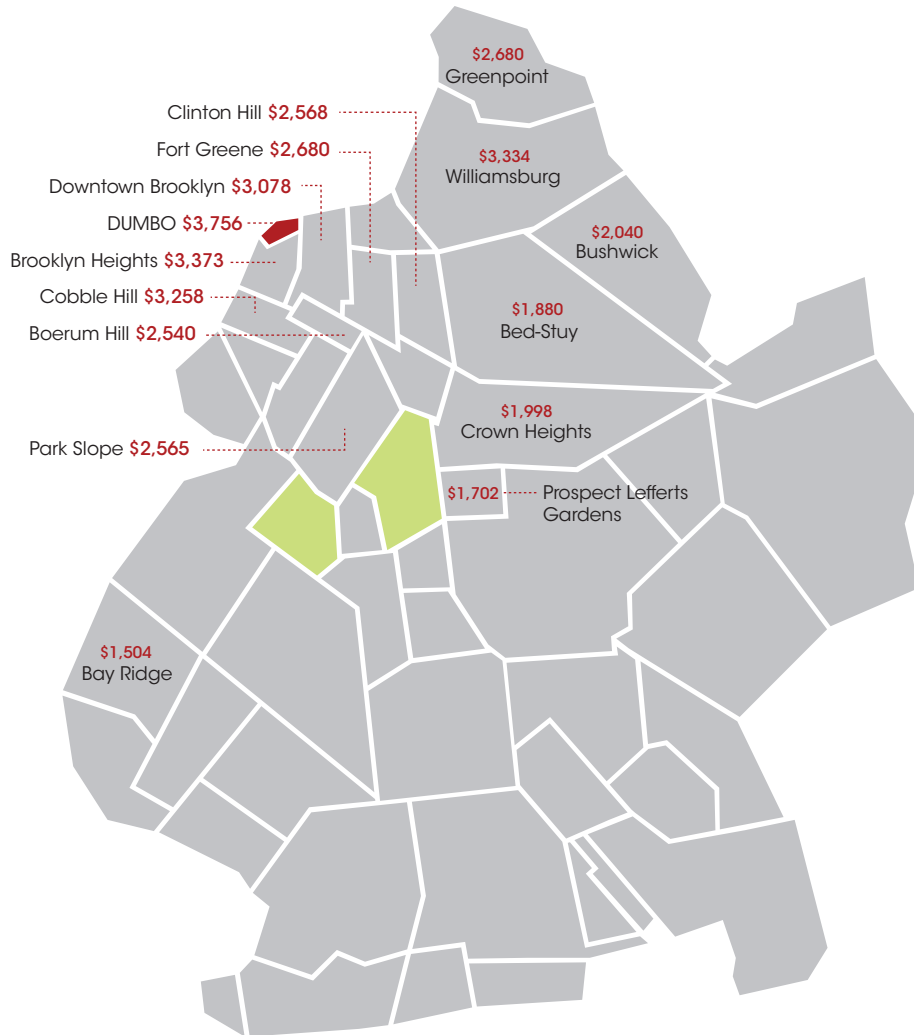 $2,680
Greenpoint
Clinton Hill $2,568
Fort Greene $2,680
$3,334
Williamsburg
Downtown Brooklyn $3,078
DUMBO $3,756
$2,040
Bushwick
Brooklyn Heights $3,373
Cobble Hill $3,258
$1,880
Bed-Stuy
Boerum Hill $2,540
$1,998
Crown Heights
Park Slope $2,565
$1,702
Prospect Lefferts
Gardens
$1,504
Bay Ridge